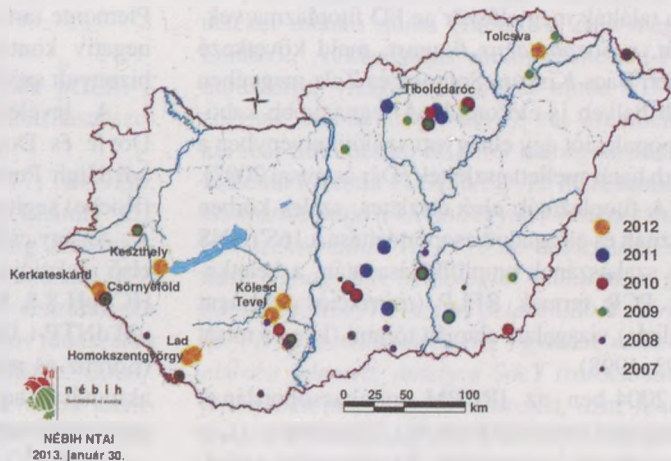 Tolcsva
Tibolddaróc
Keszthely
Kerkateskánd
Csörnyeföld
Kölesd
Tevel
Lad
Homokszentgyörgy
2012
2011
2010
2009
2008
2007
0 25 50 100
km
nébih
NÉBIH NTAI
2013. január 30.